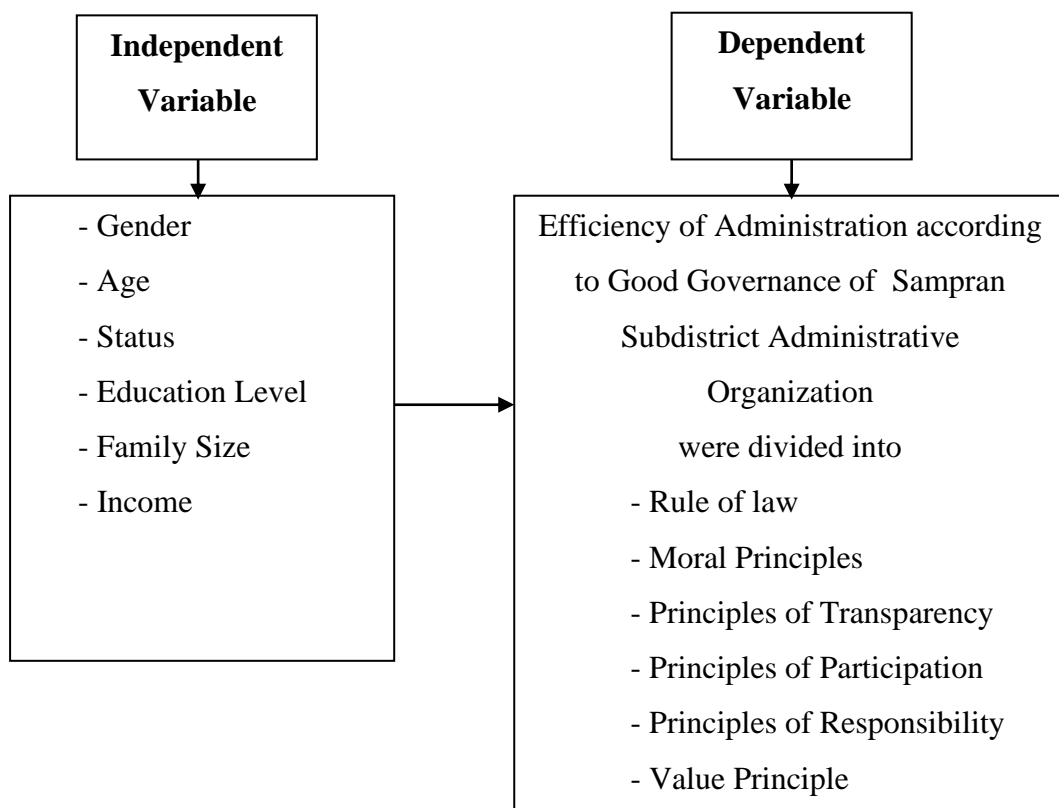 Independent
Variable
- Gender
- Age
- Status
- Education Level
- Family Size
- Income
Dependent
Variable
Efficiency of Administration according
to Good Governance of Sampran
Subdistrict Administrative
Organization
were divided into
- Rule of law
- Moral Principles
- Principles of Transparency
- Principles of Participation
- Principles of Responsibility
- Value Principle